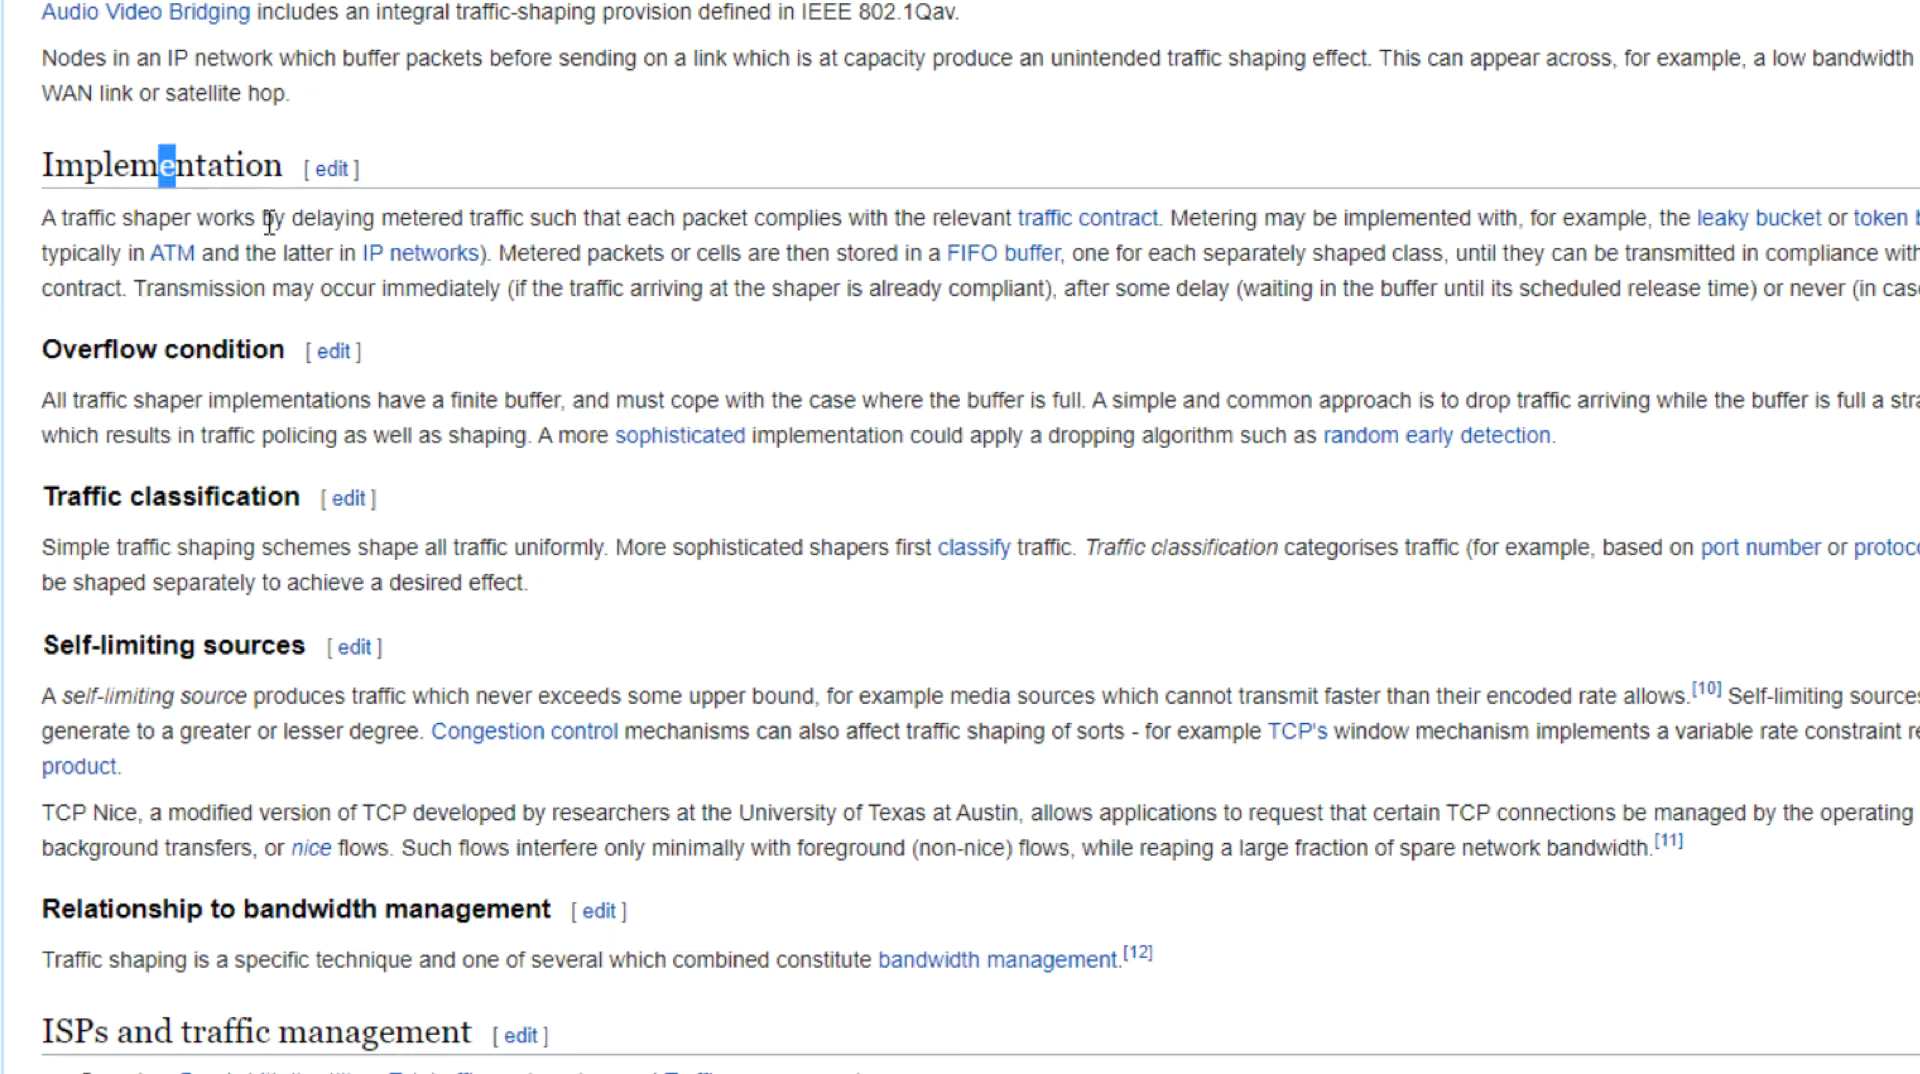 Audio Video Bridging includes an integral traffic-shaping provision defined in IEEE 802.1Qav.
Nodes in an IP network which buffer packets before sending on a link which is at capacity produce an unintended traffic shaping effect. This can appear across, for example, a low bandwidth
WAN link or satellite hop.
Implementation [ edit ]
A traffic shaper works by delaying metered traffic such that each packet complies with the relevant traffic contract. Metering may be implemented with, for example, the leaky bucket or token
typically in ATM and the latter in IP networks). Metered packets or cells are then stored in a FIFO buffer, one for each separately shaped class, until they can be transmitted in compliance with
contract. Transmission may occur immediately (if the traffic arriving at the shaper is already compliant), after some delay (waiting in the buffer until its scheduled release time) or never (in
Overflow condition [ edit ]
All traffic shaper implementations have a finite buffer, and must cope with the case where the buffer is full. A simple and common approach is to drop traffic arriving while the buffer is full a
which results in traffic policing as well as shaping. A more sophisticated implementation could apply a dropping algorithm such as random early detection.
Traffic classification [ edit ]
Simple traffic shaping schemes shape all traffic uniformly. More sophisticated shapers first classify traffic. Traffic classification categorises traffic (for example, based on port number or
be shaped separately to achieve a desired effect.
Self-limiting sources [ edit ]
A self-limiting source produces traffic which never exceeds some upper bound, for example media sources which cannot transmit faster than their encoded rate allows.[10] Self-limiting
generate to a greater or lesser degree. Congestion control mechanisms can also affect traffic shaping of sorts - for example TCP's window mechanism implements a variable rate constraint
product.
TCP Nice, a modified version of TCP developed by researchers at the University of Texas at Austin, allows applications to request that certain TCP connections be managed by the operating
background transfers, or nice flows. Such flows interfere only minimally with foreground (non-nice) flows, while reaping a large fraction of spare network bandwidth.[11]
Relationship to bandwidth management [ edit ]
Traffic shaping is a specific technique and one of several which combined constitute bandwidth management.[12]
ISPs and traffic management [ edit ]